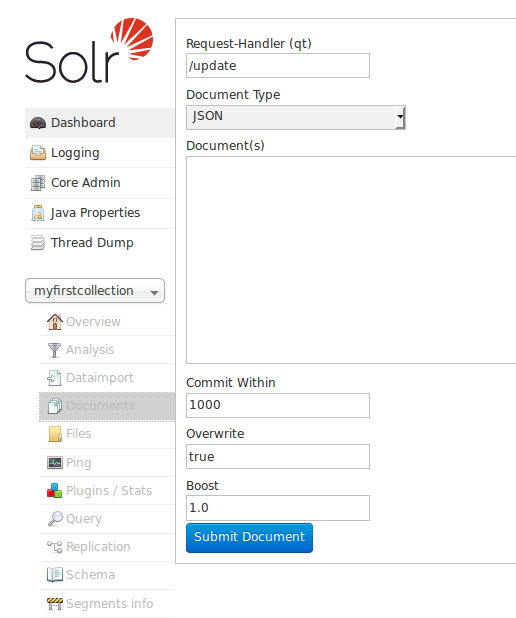 Solr
Dashboard
Logging
Core Admin
Java Properties
Thread Dump
myfirstcollection
Overview
Analysis
Dataimport
Documents
Files
Ping
Plugins / Stats
Query
Replication
Schema
Segments info
Request-Handler (qt)
/update
Document Type
JSON
Document(s)
Commit Within
1000
Overwrite
true
Boost
1.0
Submit Document